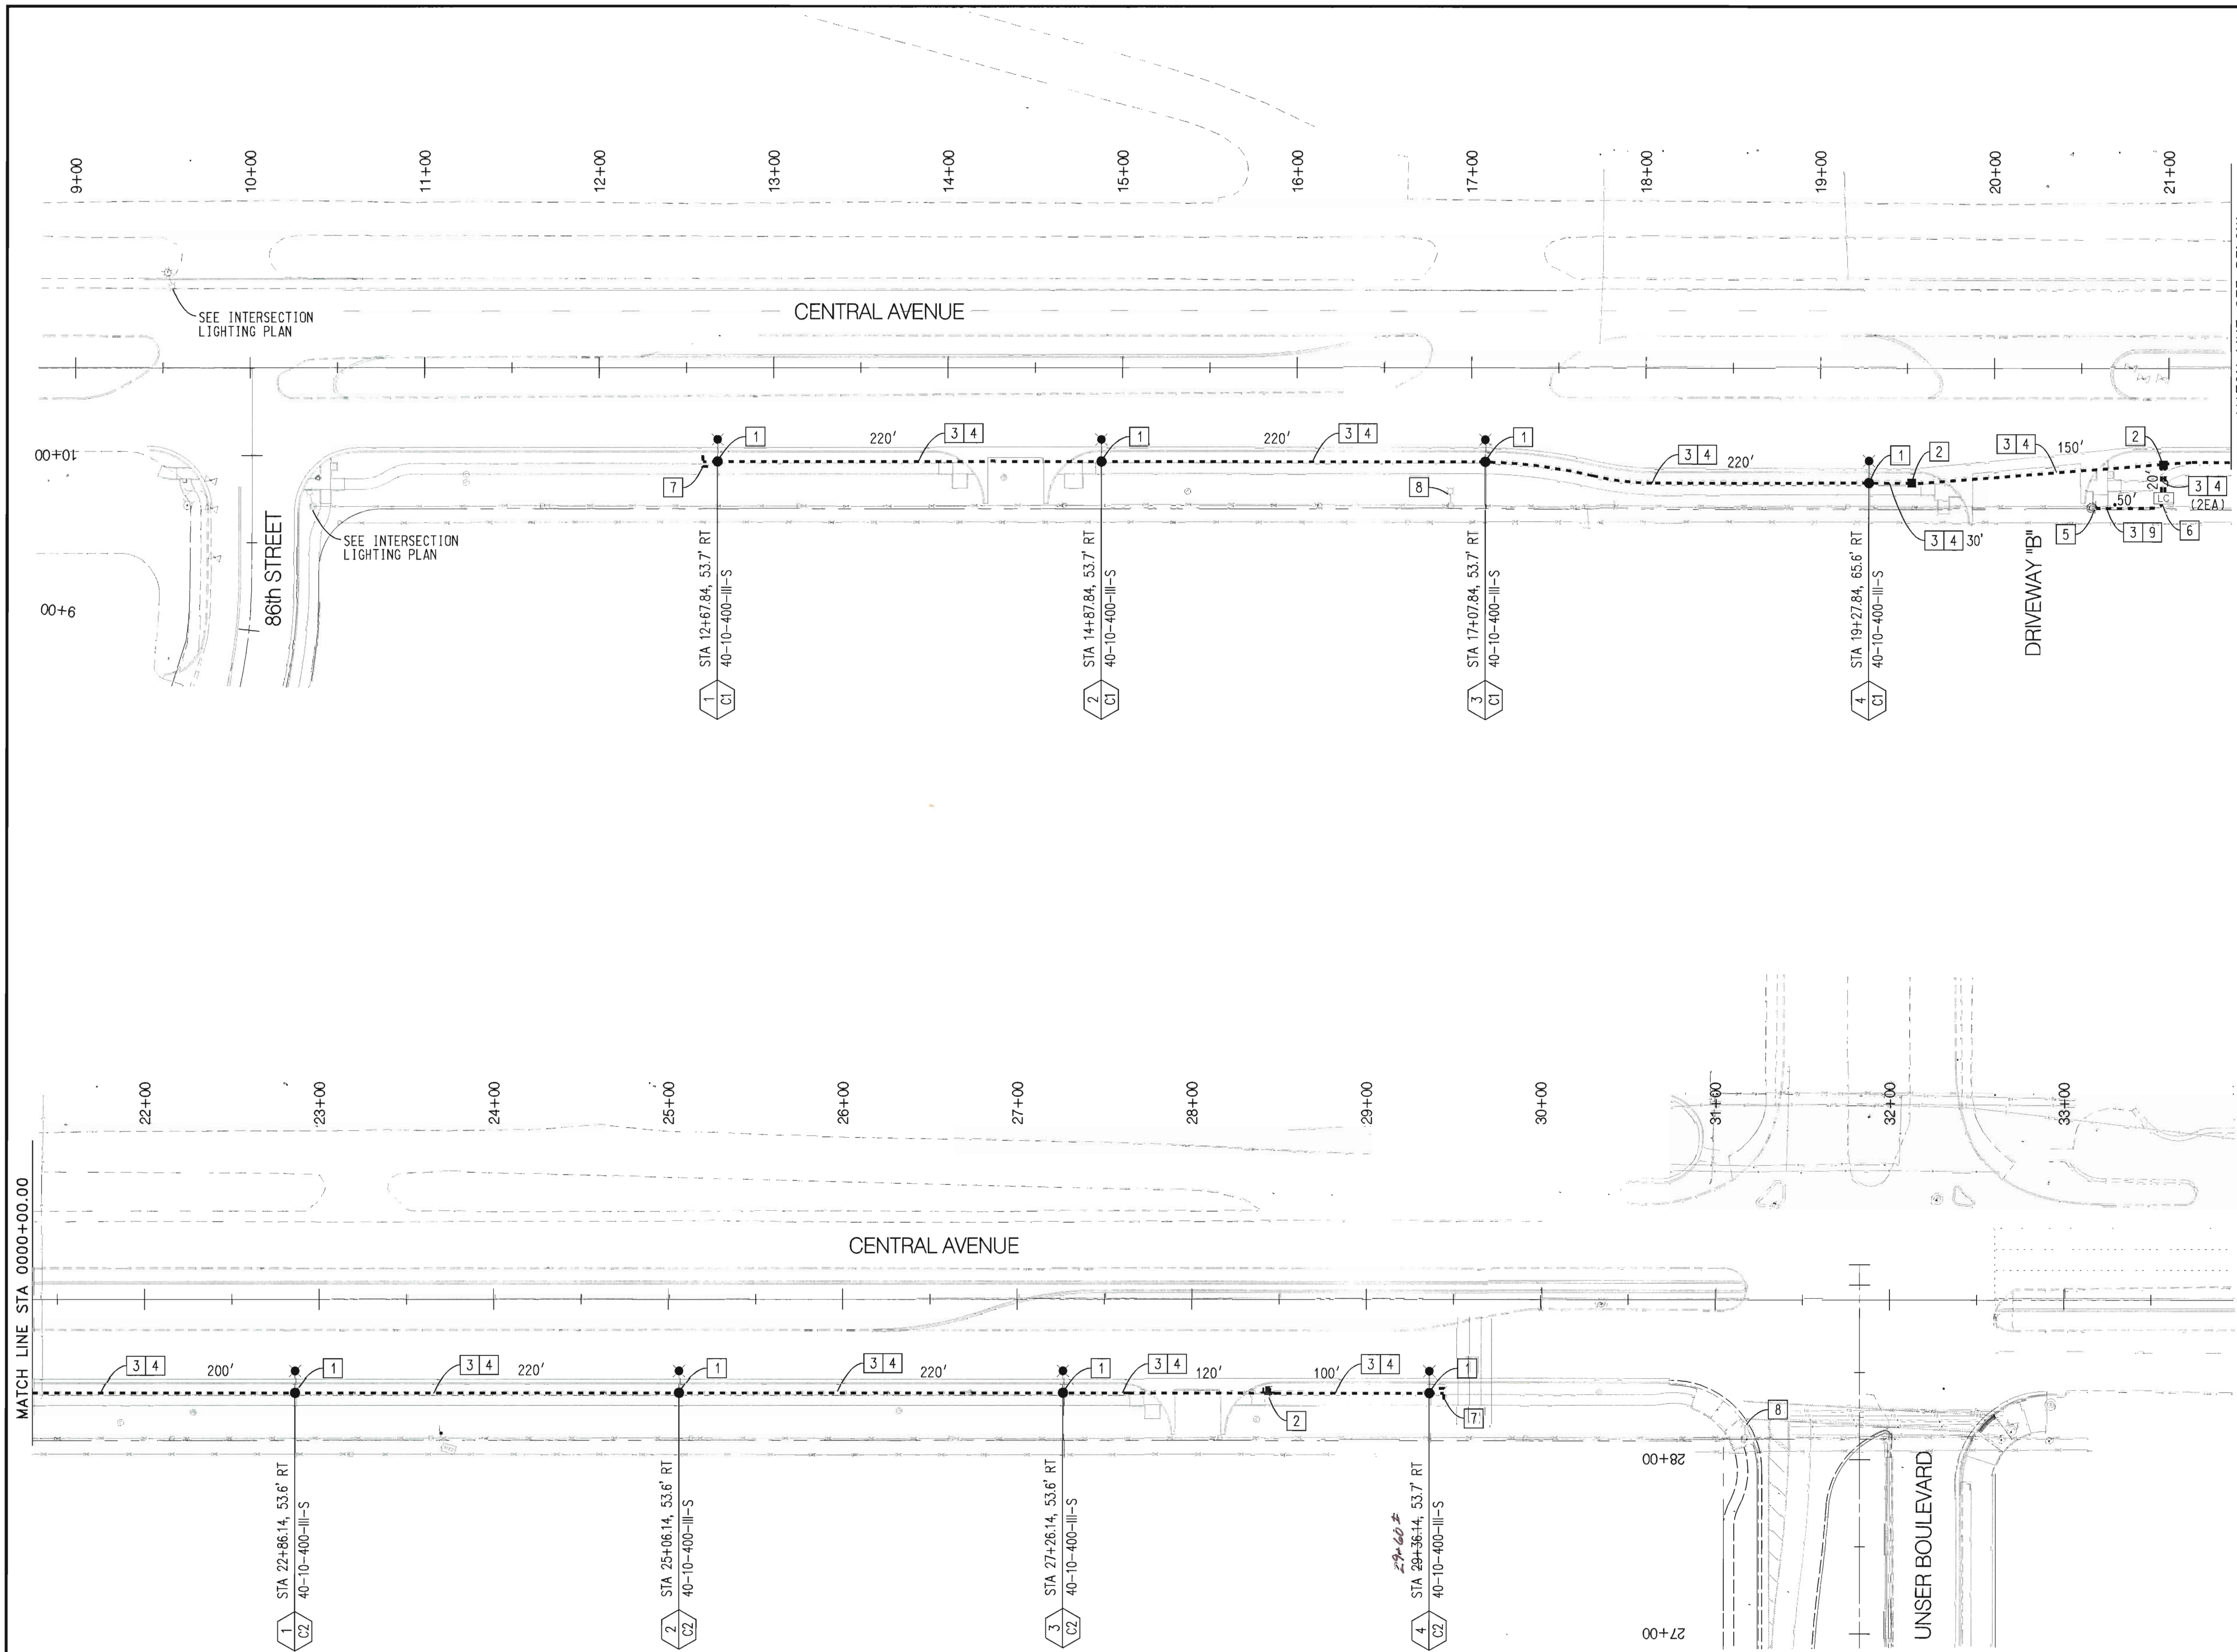 9+00
10+00
11+00
12+00
13+00
14+00
15+00
16+00
17+00
18+00
19+00
20+00
21+00
SEE INTERSECTION
LIGHTING PLAN
CENTRAL AVENUE
10+00
9+00
86th STREET
SEE INTERSECTION
LIGHTING PLAN
7
1
220'
3 4
1
220'
3 4
8
1
3 4
220'
1
2
3 4
30'
3 4
150'
2
20'
3 4
(2EA)
LC
50'
5
3 9
6
DRIVEWAY "B"
STA 12+67.84, 53.7' RT
40-10-400-III-S
1
C1
STA 14+87.84, 53.7' RT
40-10-400-III-S
2
C1
STA 17+07.84, 53.7' RT
40-10-400-III-S
3
C1
STA 19+27.84, 65.6' RT
40-10-400-III-S
4
C1
MATCH LINE STA 0000+00.00
22+00
23+00
24+00
25+00
26+00
27+00
28+00
29+00
30+00
31+00
32+00
33+00
CENTRAL AVENUE
3 4
200'
1
3 4
220'
1
3 4
220'
1
3 4
120'
2
100'
3 4
1
7
8
28+00
27+00
UNSER BOULEVARD
STA 22+86.14, 53.6' RT
40-10-400-III-S
1
C2
STA 25+06.14, 53.6' RT
40-10-400-III-S
2
C2
STA 27+26.14, 53.6' RT
40-10-400-III-S
3
C2
29+60±
STA 29+36.14, 53.7' RT
40-10-400-III-S
4
C2